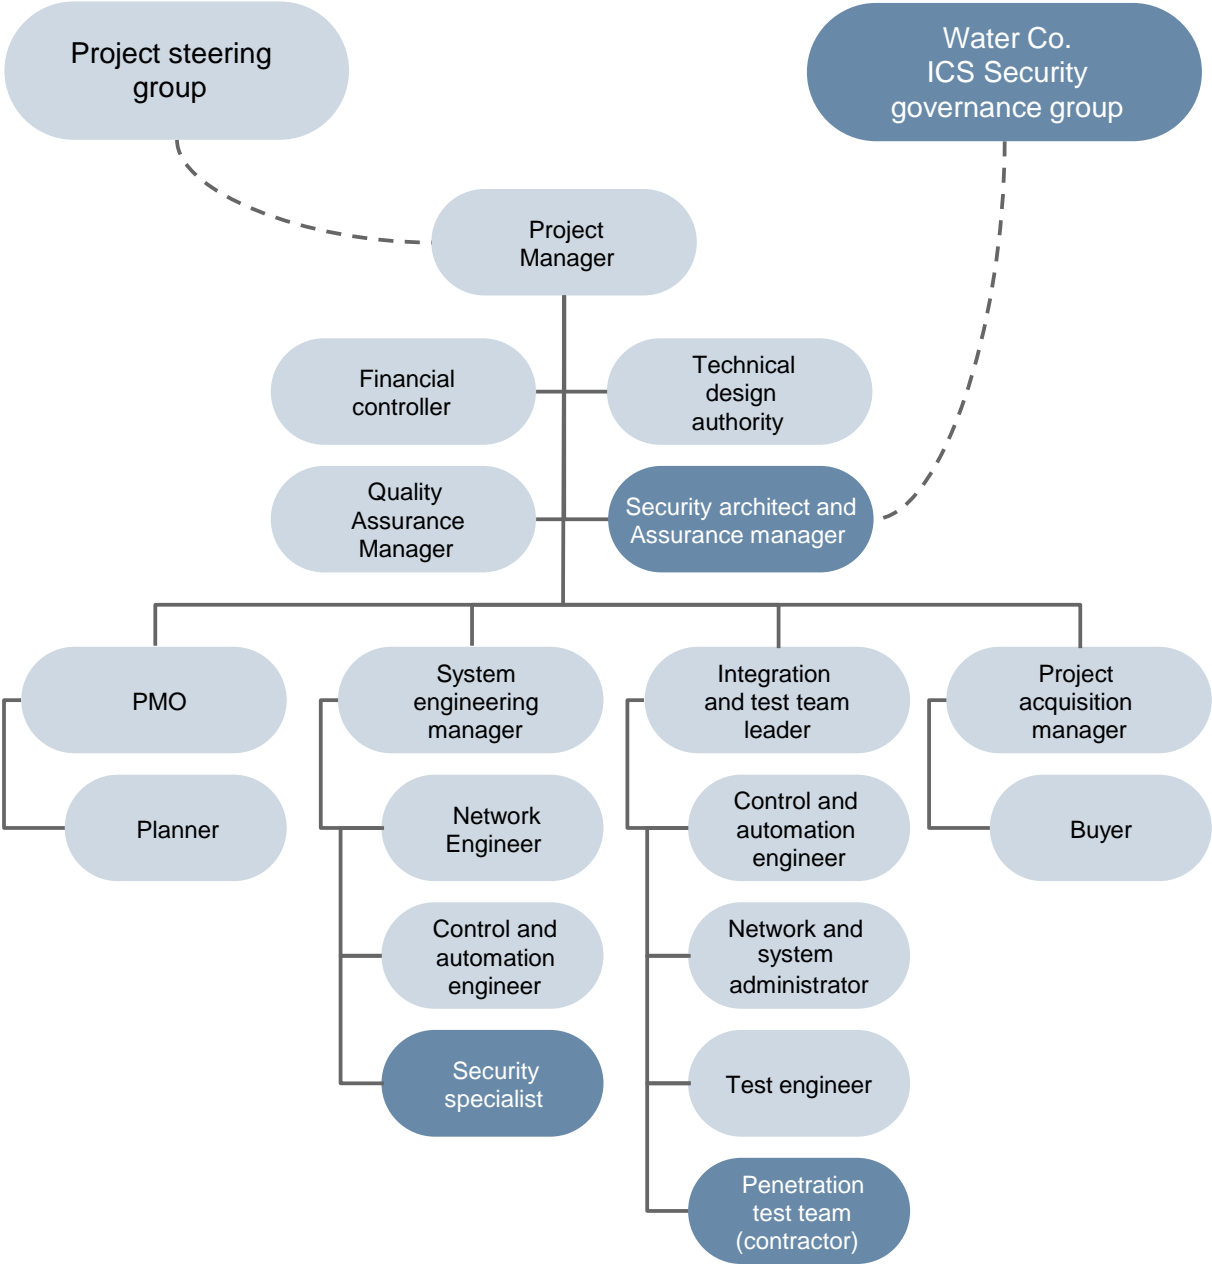 Project steering
group
Water Co.
ICS Security
governance group
Project
Manager
Financial
controller
Technical
design
authority
Quality
Assurance
Manager
Security architect and
Assurance manager
PMO
System
engineering
manager
Integration
and test team
leader
Project
acquisition
manager
Planner
Network
Engineer
Control and
automation
engineer
Buyer
Control and
automation
engineer
Network and
system
administrator
Security
specialist
Test engineer
Penetration
test team
(contractor)